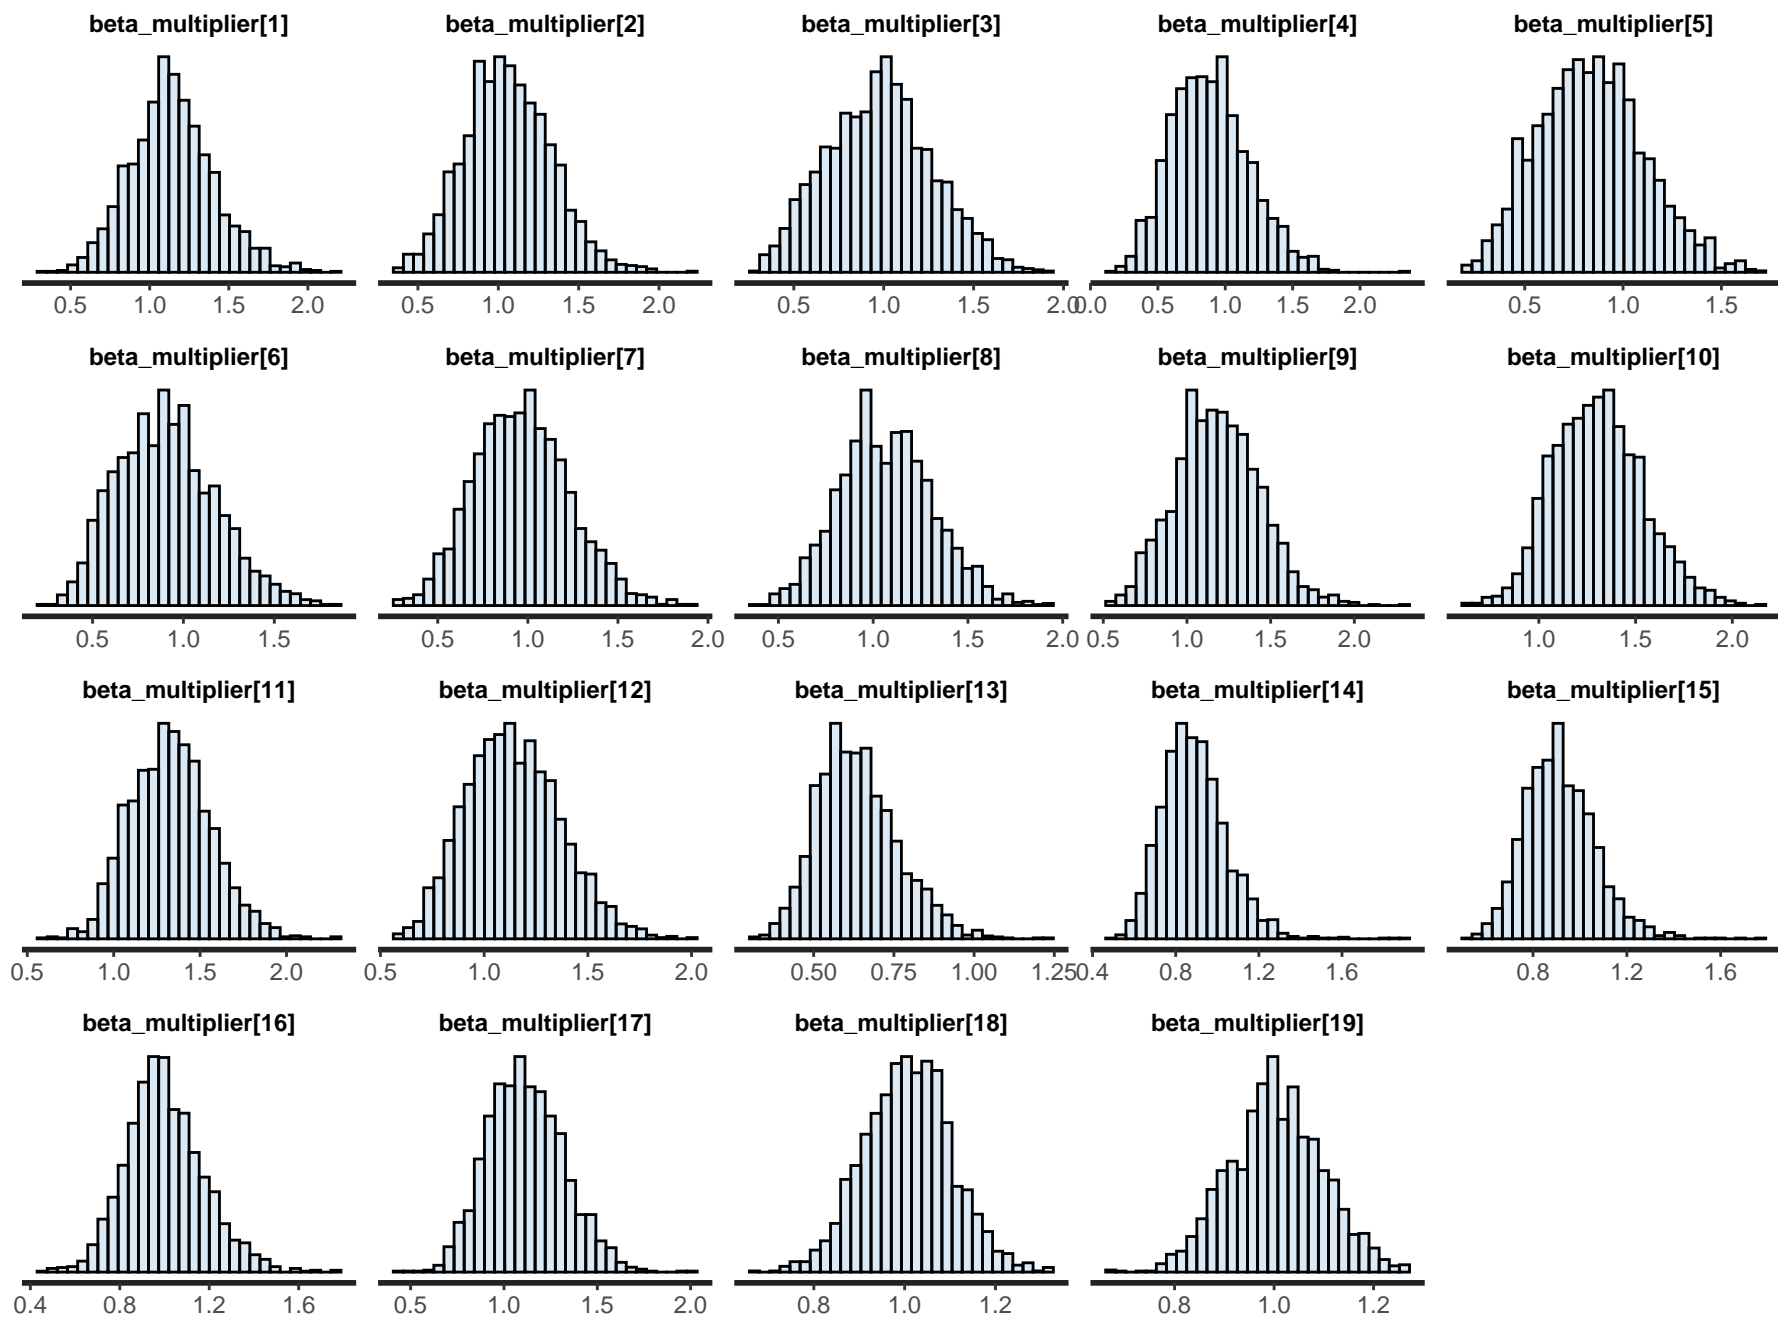 beta_multiplier[1] beta_multiplier[2] beta_multiplier[3] beta_multiplier[4] beta_multiplier[5]
0.5 1.0 1.5 2.0 0.5 1.0 1.5 2.0 0.5 1.0 1.5 2.0 0.0 0.5 1.0 1.5 2.0 0.5 1.0 1.5
beta_multiplier[6] beta_multiplier[7] beta_multiplier[8] beta_multiplier[9] beta_multiplier[10]
0.5 1.0 1.5 0.5 1.0 1.5 2.0 0.5 1.0 1.5 2.0 0.5 1.0 1.5 2.0 1.0 1.5 2.0
beta_multiplier[11] beta_multiplier[12] beta_multiplier[13] beta_multiplier[14] beta_multiplier[15]
0.5 1.0 1.5 2.0 0.5 1.0 1.5 2.0 0.50 0.75 1.00 1.25 0.4 0.8 1.2 1.6 0.8 1.2 1.6
beta_multiplier[16] beta_multiplier[17] beta_multiplier[18] beta_multiplier[19]
0.4 0.8 1.2 1.6 0.5 1.0 1.5 2.0 0.8 1.0 1.2 0.8 1.0 1.2